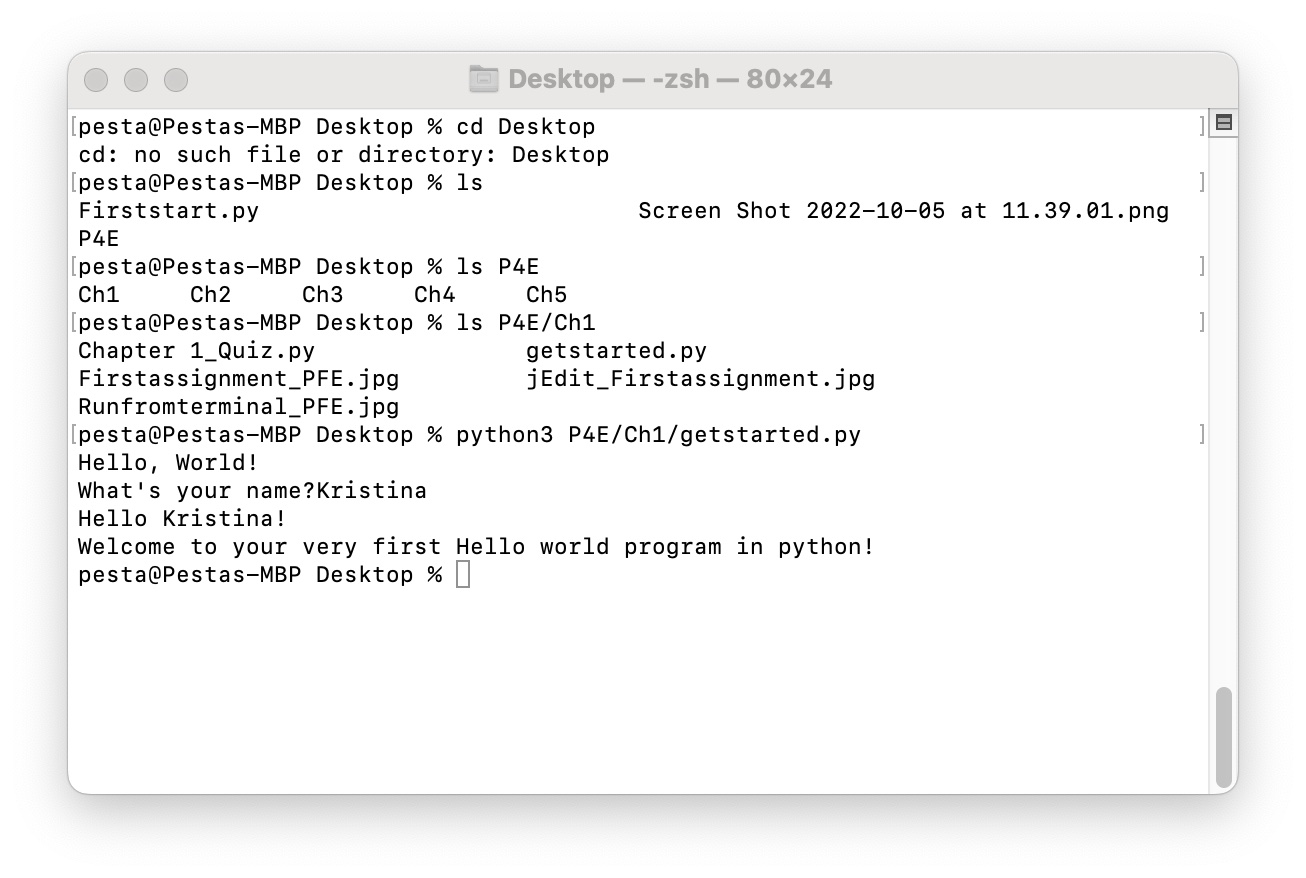 Desktop — -zsh — 80×24
pesta@Pestas-MBP Desktop % cd Desktop
cd: no such file or directory: Desktop
pesta@Pestas-MBP Desktop % ls
Firststart.py Screen Shot 2022-10-05 at 11.39.01.png
P4E
pesta@Pestas-MBP Desktop % ls P4E
Ch1 Ch2 Ch3 Ch4 Ch5
pesta@Pestas-MBP Desktop % ls P4E/Ch1
Chapter 1_Quiz.py getstarted.py
Firstassignment_PFE.jpg jEdit_Firstassignment.jpg
Runfromterminal_PFE.jpg
pesta@Pestas-MBP Desktop % python3 P4E/Ch1/getstarted.py
Hello, World!
What's your name?Kristina
Hello Kristina!
Welcome to your very first Hello world program in python!
pesta@Pestas-MBP Desktop %